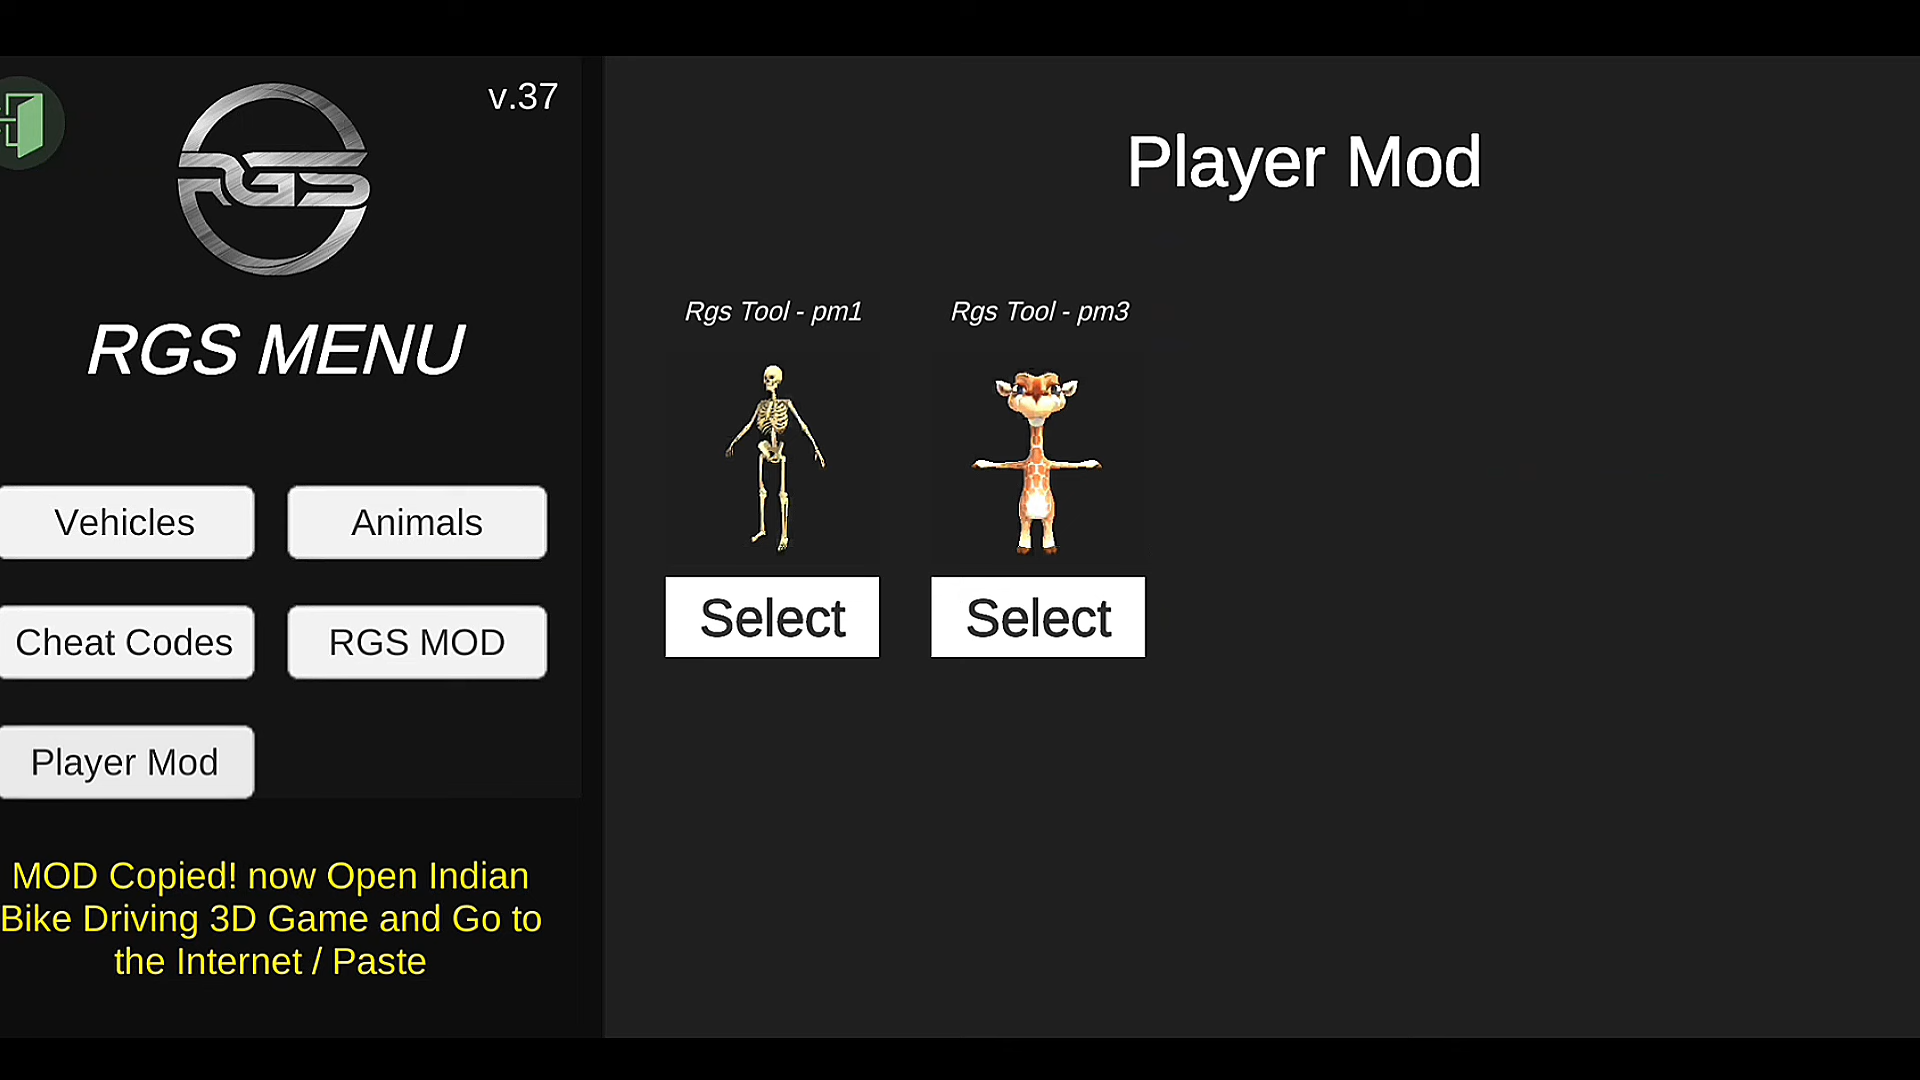 v.37
RGS
RGS MENU
Vehicles
Animals
Cheat Codes
RGS MOD
Player Mod
MOD Copied! now Open Indian
Bike Driving 3D Game and Go to
the Internet / Paste
Player Mod
Rgs Tool - pm1
Rgs Tool - pm3
Select
Select